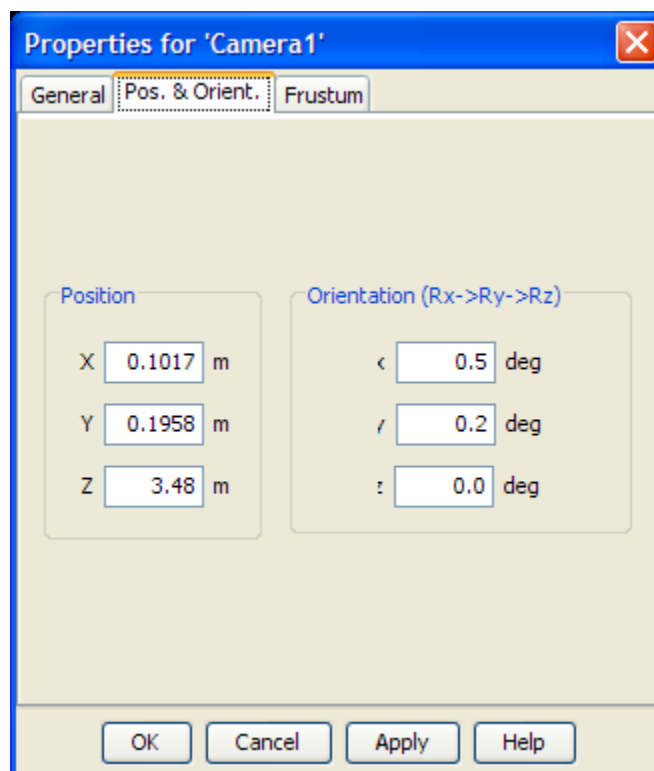 Properties for 'Camera1'
General Pos. & Orient. Frustum
Position Orientation (Rx->Ry->Rz)
X 0.1017 m 0.5 deg
Y 0.1958 m 0.2 deg
Z 3.48 m 0.0 deg
OK Cancel Apply Help